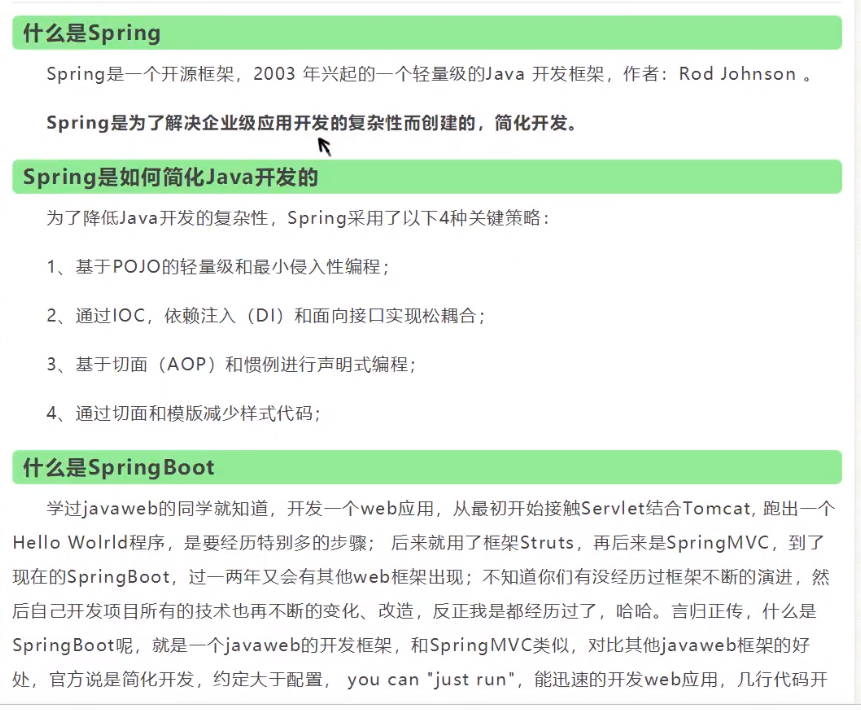 什么是Spring
Spring是一个开源框架，2003 年兴起的一个轻量级的Java 开发框架，作者：Rod Johnson 。
Spring是为了解决企业级应用开发的复杂性而创建的，简化开发。
Spring是如何简化Java开发的
为了降低Java开发的复杂性，Spring采用了以下4种关键策略：
1、基于POJO的轻量级和最小侵入性编程；
2、通过IOC，依赖注入（DI）和面向接口实现松耦合；
3、基于切面（AOP）和惯例进行声明式编程；
4、通过切面和模版减少样式代码；
什么是SpringBoot
学过javaweb的同学就知道，开发一个web应用，从最初开始接触Servlet结合Tomcat, 跑出一个
Hello Wolrld程序，是要经历特别多的步骤； 后来就用了框架Struts，再后来是SpringMVC，到了
现在的SpringBoot，过一两年又会有其他web框架出现；不知道你们有没经历过框架不断的演进，然
后自己开发项目所有的技术也再不断的变化、改造，反正我是都经历过了，哈哈。言归正传，什么是
SpringBoot呢，就是一个javaweb的开发框架，和SpringMVC类似，对比其他javaweb框架的好
处，官方说是简化开发，约定大于配置， you can "just run"，能迅速的开发web应用，几行代码开